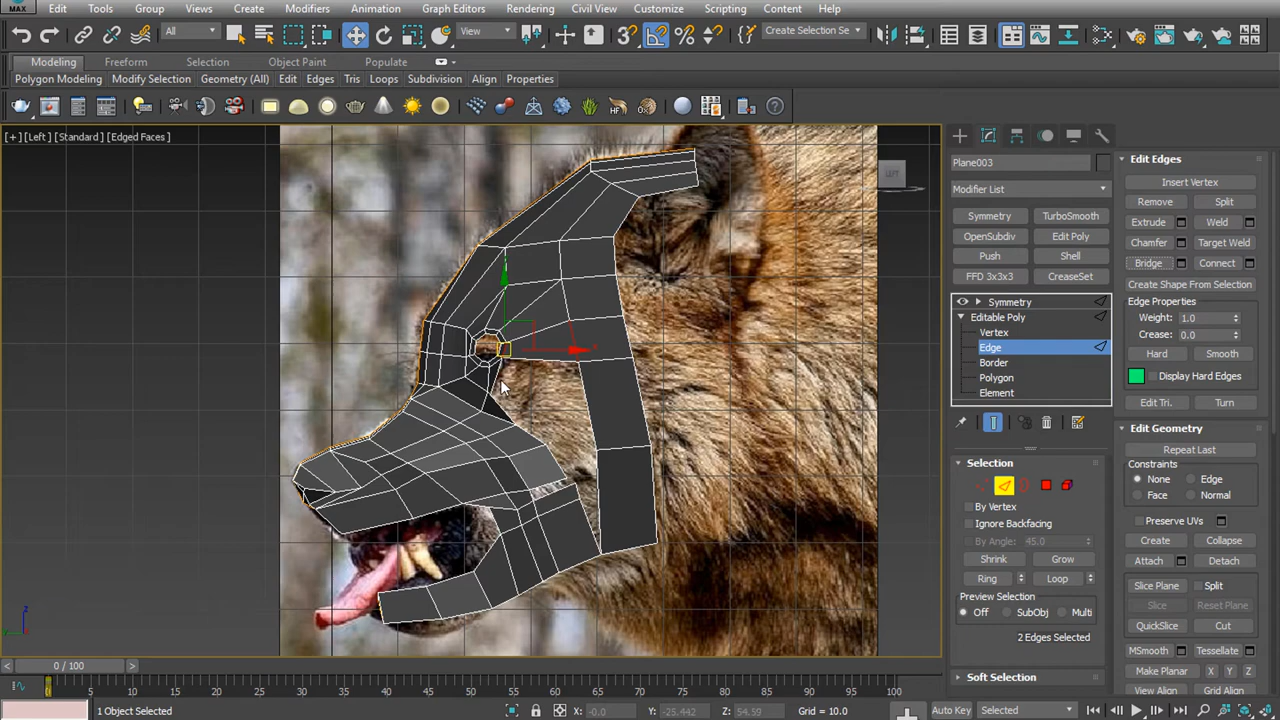 MAX Edit Tools Group Views Create Modifiers Animation Graph Editors Rendering Civil View Customize Scripting Content Help
All View 3 Create Selection Se
Modeling Freeform Selection Object Paint Populate
Polygon Modeling Modify Selection Geometry (All) Edit Edges Tris Loops Subdivision Align Properties
[+] [Left] [Standard] [Edged Faces]
Plane003
Modifier List
Symmetry TurboSmooth
OpenSubdiv Edit Poly
Push Shell
FFD 3x3x3 CreaseSet
Symmetry
Editable Poly
Vertex
Edge
Border
Polygon
Element
Selection
By Vertex
Ignore Backfacing
By Angle: 45.0
Shrink Grow
Ring Loop
Preview Selection
Off SubObj Multi
2 Edges Selected
Soft Selection
Edit Edges
Insert Vertex
Remove Split
Extrude Weld
Chamfer Target Weld
Bridge Connect
Create Shape From Selection
Edge Properties
Weight: 1.0
Crease: 0.0
Hard Smooth
Display Hard Edges
Edit Tri. Turn
Edit Geometry
Repeat Last
Constraints
None Edge
Face Normal
Preserve UVs
Create Collapse
Attach Detach
Slice Plane Split
Slice Reset Plane
QuickSlice Cut
MSmooth Tessellate
Make Planar X Y Z
View Align Grid Align
z
x
0 / 100
0 5 10 15 20 25 30 35 40 45 50 55 60 65 70 75 80 85 90 95 100
1 Object Selected X: -0.0 Y: -25.442 Z: 54.59 Grid = 10.0 Auto Key Selected